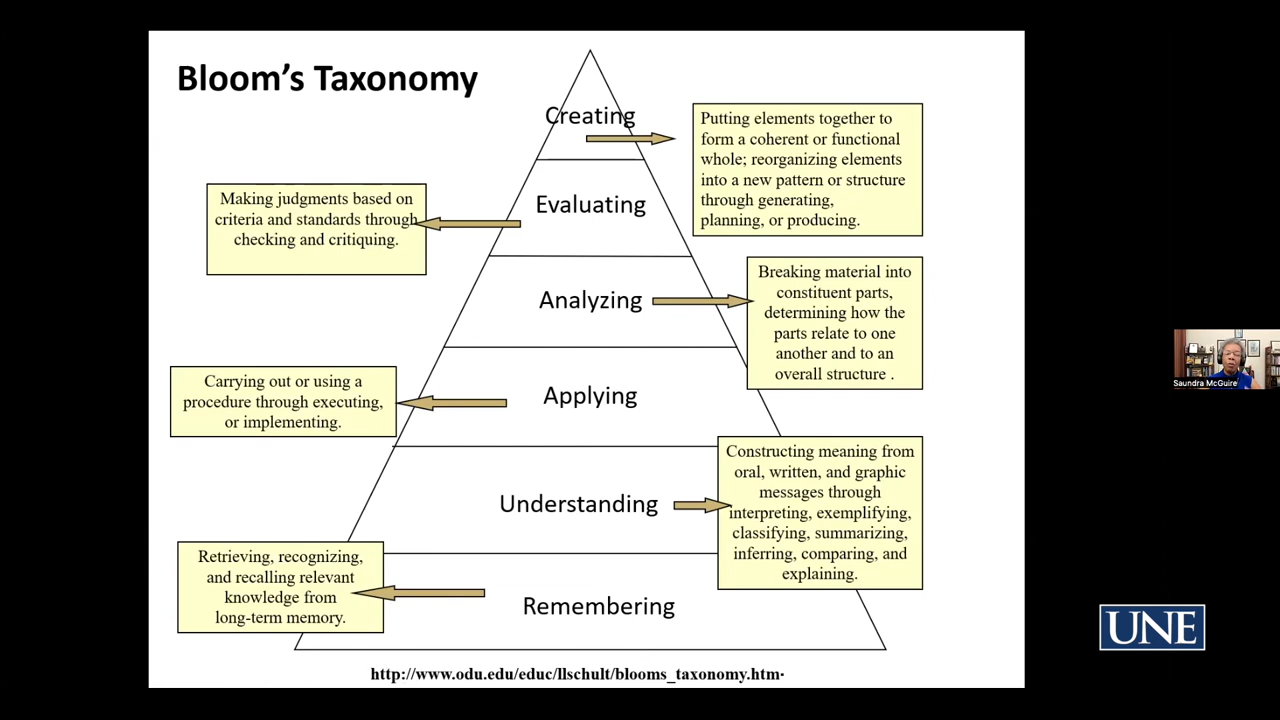 Bloom's Taxonomy
Creating
Putting elements together to
form a coherent or functional
whole; reorganizing elements
into a new pattern or structure
through generating,
planning, or producing.
Making judgments based on
criteria and standards through
checking and critiquing.
Evaluating
Analyzing
Breaking material into
constituent parts,
determining how the
parts relate to one
another and to an
overall structure .
Carrying out or using a
procedure through executing,
or implementing.
Applying
Understanding
Constructing meaning from
oral, written, and graphic
messages through
interpreting, exemplifying,
classifying, summarizing,
inferring, comparing, and
explaining.
Retrieving, recognizing,
and recalling relevant
knowledge from
long-term memory.
Remembering
http://www.odu.edu/educ/llschult/blooms_taxonomy.htm
Saundra McGuire
UNE